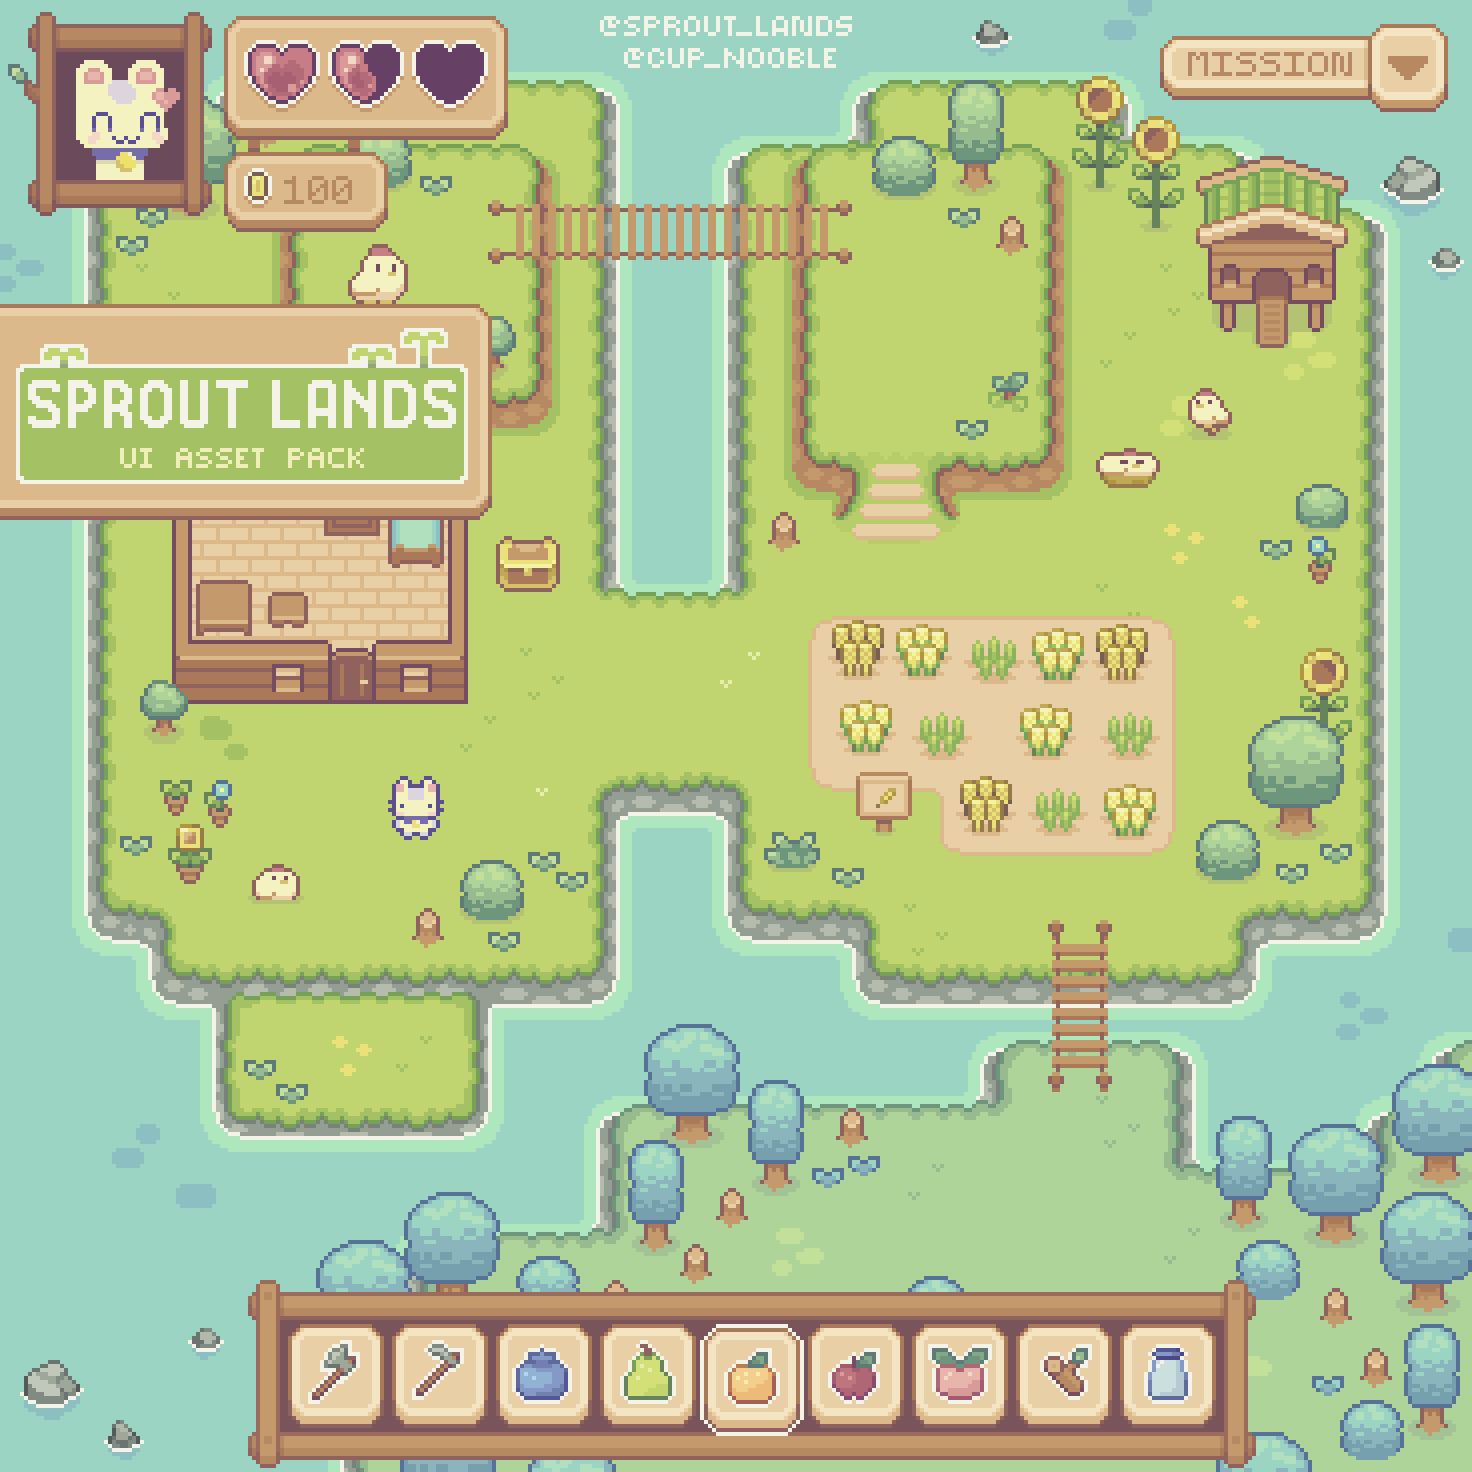 @SPROUT_LANDS
@CUP_NOOBLE
MISSION
100
SPROUT LANDS
UI ASSET PACK